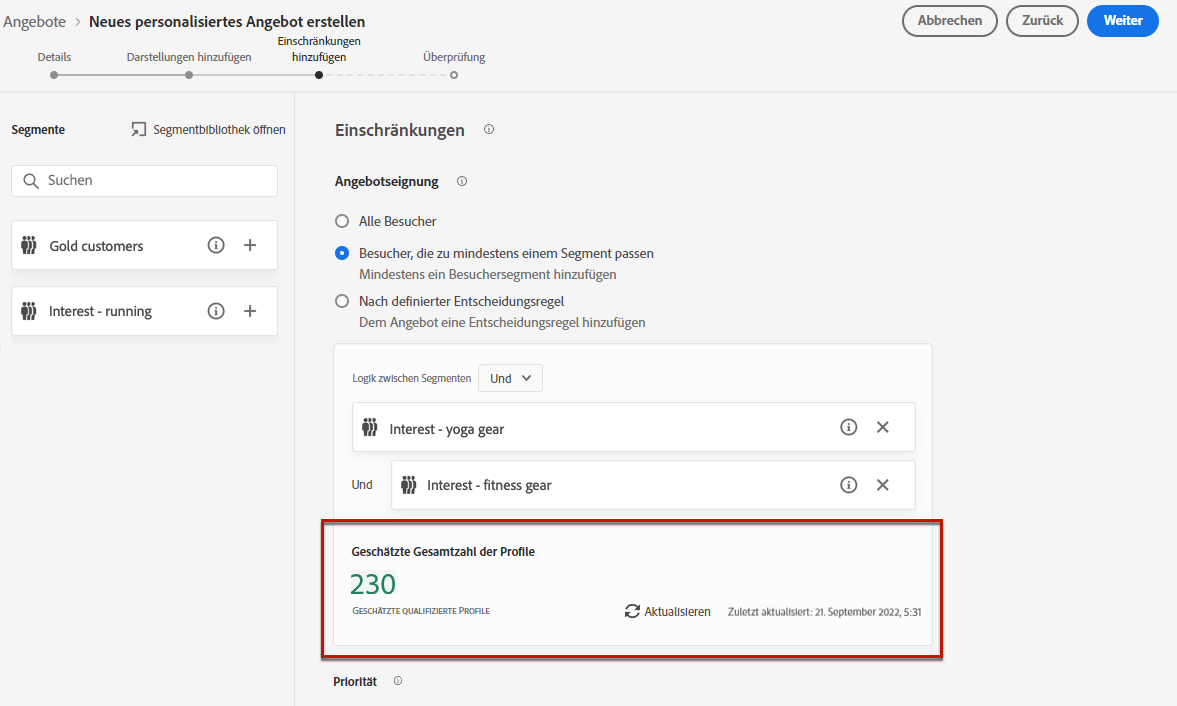 Angebote > Neues personalisiertes Angebot erstellen
Abbrechen
Zurück
Weiter
Details
Darstellungen hinzufügen
Einschränkungen
hinzufügen
Überprüfung
Segmente
Segmentbibliothek öffnen
Suchen
Gold customers
Interest - running
Einschränkungen
Angebotseignung
Alle Besucher
Besucher, die zu mindestens einem Segment passen
Mindestens ein Besuchersegment hinzufügen
Nach definierter Entscheidungsregel
Dem Angebot eine Entscheidungsregel hinzufügen
Logik zwischen Segmenten
Und
Interest - yoga gear
Und
Interest - fitness gear
Geschätzte Gesamtzahl der Profile
230
GESCHÄTZTE QUALIFIZIERTE PROFILE
Aktualisieren
Zuletzt aktualisiert: 21. September 2022, 5:31
Priorität